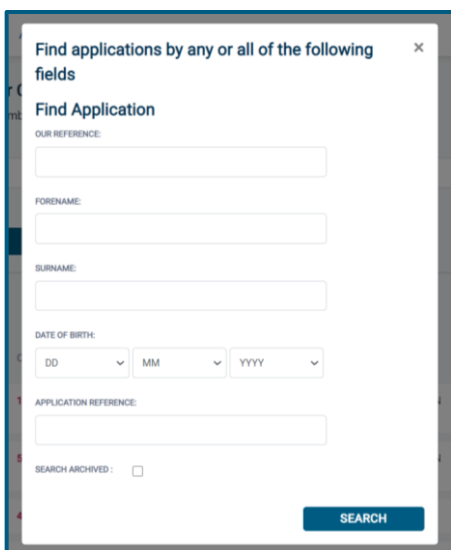 Find applications by any or all of the following
×
fields
Find Application
OUR REFERENCE:
FORENAME:
SURNAME:
DATE OF BIRTH:
DD MM YYYY
APPLICATION REFERENCE:
SEARCH ARCHIVED :
SEARCH